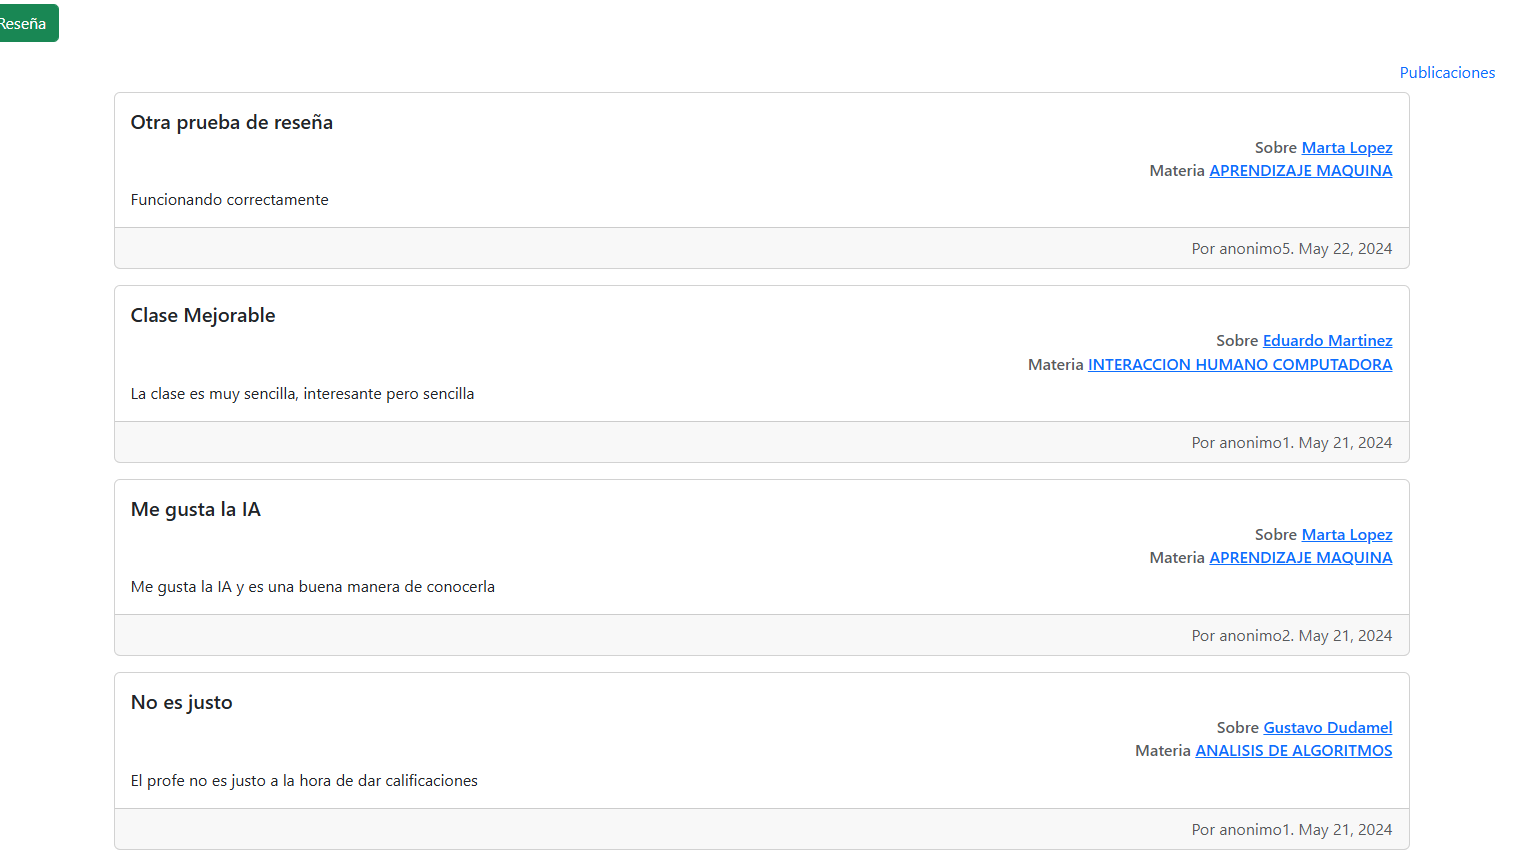 Reseña
Publicaciones
Otra prueba de reseña
Sobre Marta Lopez
Materia APRENDIZAJE MAQUINA
Funcionando correctamente
Por anonimo5. May 22, 2024
Clase Mejorable
Sobre Eduardo Martinez
Materia INTERACCION HUMANO COMPUTADORA
La clase es muy sencilla, interesante pero sencilla
Por anonimo1. May 21, 2024
Me gusta la IA
Sobre Marta Lopez
Materia APRENDIZAJE MAQUINA
Me gusta la IA y es una buena manera de conocerla
Por anonimo2. May 21, 2024
No es justo
Sobre Gustavo Dudamel
Materia ANALISIS DE ALGORITMOS
El profe no es justo a la hora de dar calificaciones
Por anonimo1. May 21, 2024